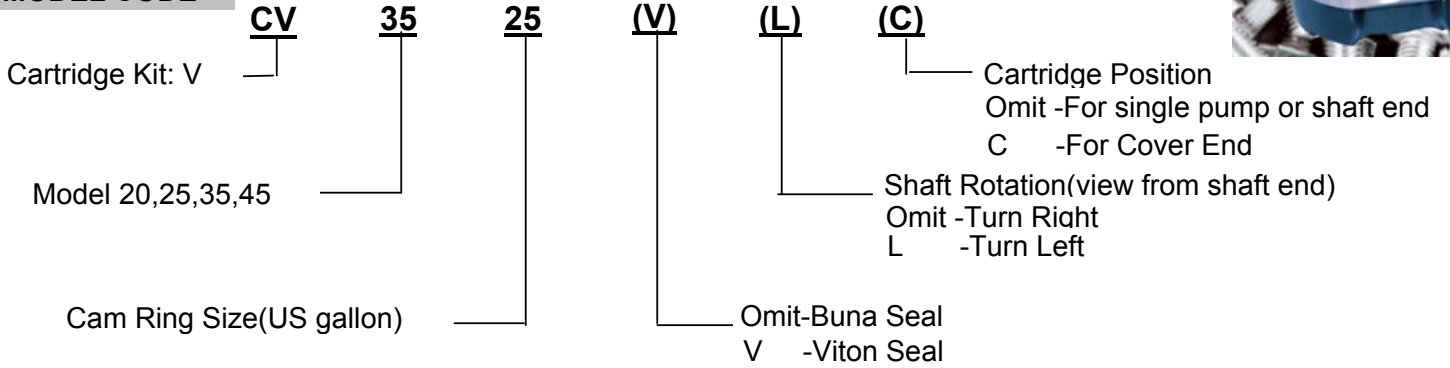 MODEL CODE
CV 35 25 (V) (L) (C)
Cartridge Kit: V
Cartridge Position
Omit -For single pump or shaft end
C -For Cover End
Model 20,25,35,45
Shaft Rotation(view from shaft end)
Omit -Turn Right
L -Turn Left
Cam Ring Size(US gallon)
Omit-Buna Seal
V -Viton Seal